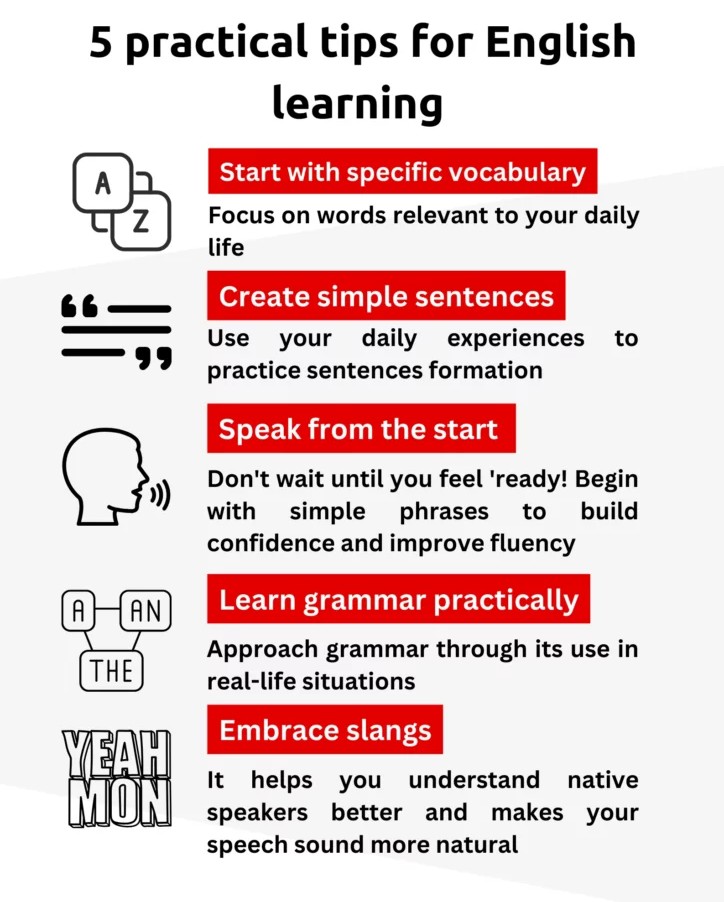 5 practical tips for English
learning
A
Z
Start with specific vocabulary
Focus on words relevant to your daily
life
Create simple sentences
Use your daily experiences to
practice sentences formation
Speak from the start
Don't wait until you feel 'ready! Begin
with simple phrases to build
confidence and improve fluency
A AN
THE
Learn grammar practically
Approach grammar through its use in
real-life situations
YEAH
MON
Embrace slangs
It helps you understand native
speakers better and makes your
speech sound more natural